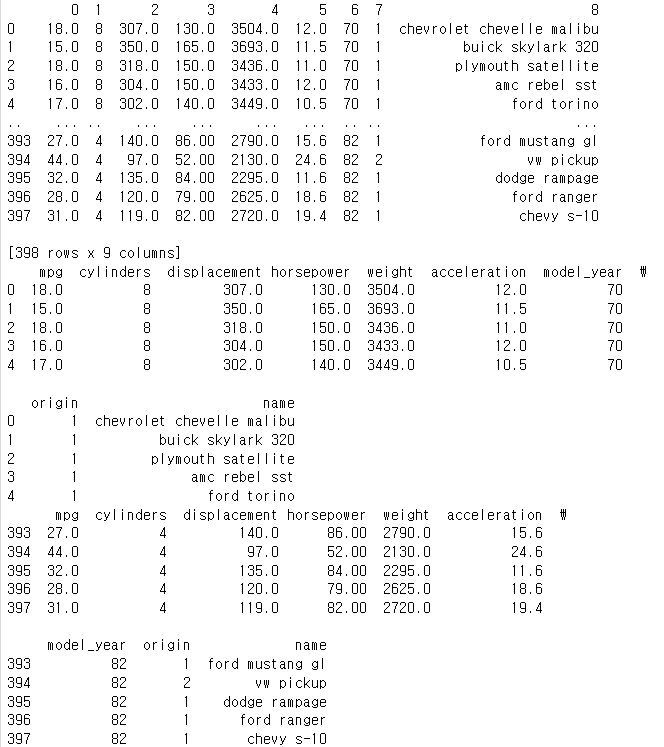 0  1      2      3       4     5   6  7                          8
0    18.0  8  307.0  130.0  3504.0  12.0  70  1  chevrolet chevelle malibu
1    15.0  8  350.0  165.0  3693.0  11.5  70  1          buick skylark 320
2    18.0  8  318.0  150.0  3436.0  11.0  70  1         plymouth satellite
3    16.0  8  304.0  150.0  3433.0  12.0  70  1              amc rebel sst
4    17.0  8  302.0  140.0  3449.0  10.5  70  1                ford torino
..    ... ..    ...    ...     ...   ...  .. ..                        ...
393  27.0  4  140.0  86.00  2790.0  15.6  82  1            ford mustang gl
394  44.0  4   97.0  52.00  2130.0  24.6  82  2                  vw pickup
395  32.0  4  135.0  84.00  2295.0  11.6  82  1              dodge rampage
396  28.0  4  120.0  79.00  2625.0  18.6  82  1                ford ranger
397  31.0  4  119.0  82.00  2720.0  19.4  82  1                 chevy s-10
[398 rows x 9 columns]
    mpg  cylinders  displacement horsepower  weight  acceleration  model_year  ₩
0  18.0          8         307.0      130.0  3504.0          12.0          70
1  15.0          8         350.0      165.0  3693.0          11.5          70
2  18.0          8         318.0      150.0  3436.0          11.0          70
3  16.0          8         304.0      150.0  3433.0          12.0          70
4  17.0          8         302.0      140.0  3449.0          10.5          70
   origin                       name
0       1  chevrolet chevelle malibu
1       1          buick skylark 320
2       1         plymouth satellite
3       1              amc rebel sst
4       1                ford torino
      mpg  cylinders  displacement horsepower  weight  acceleration  ₩
393  27.0          4         140.0      86.00  2790.0          15.6
394  44.0          4          97.0      52.00  2130.0          24.6
395  32.0          4         135.0      84.00  2295.0          11.6
396  28.0          4         120.0      79.00  2625.0          18.6
397  31.0          4         119.0      82.00  2720.0          19.4
     model_year  origin             name
393          82       1  ford mustang gl
394          82       2        vw pickup
395          82       1    dodge rampage
396          82       1      ford ranger
397          82       1       chevy s-10